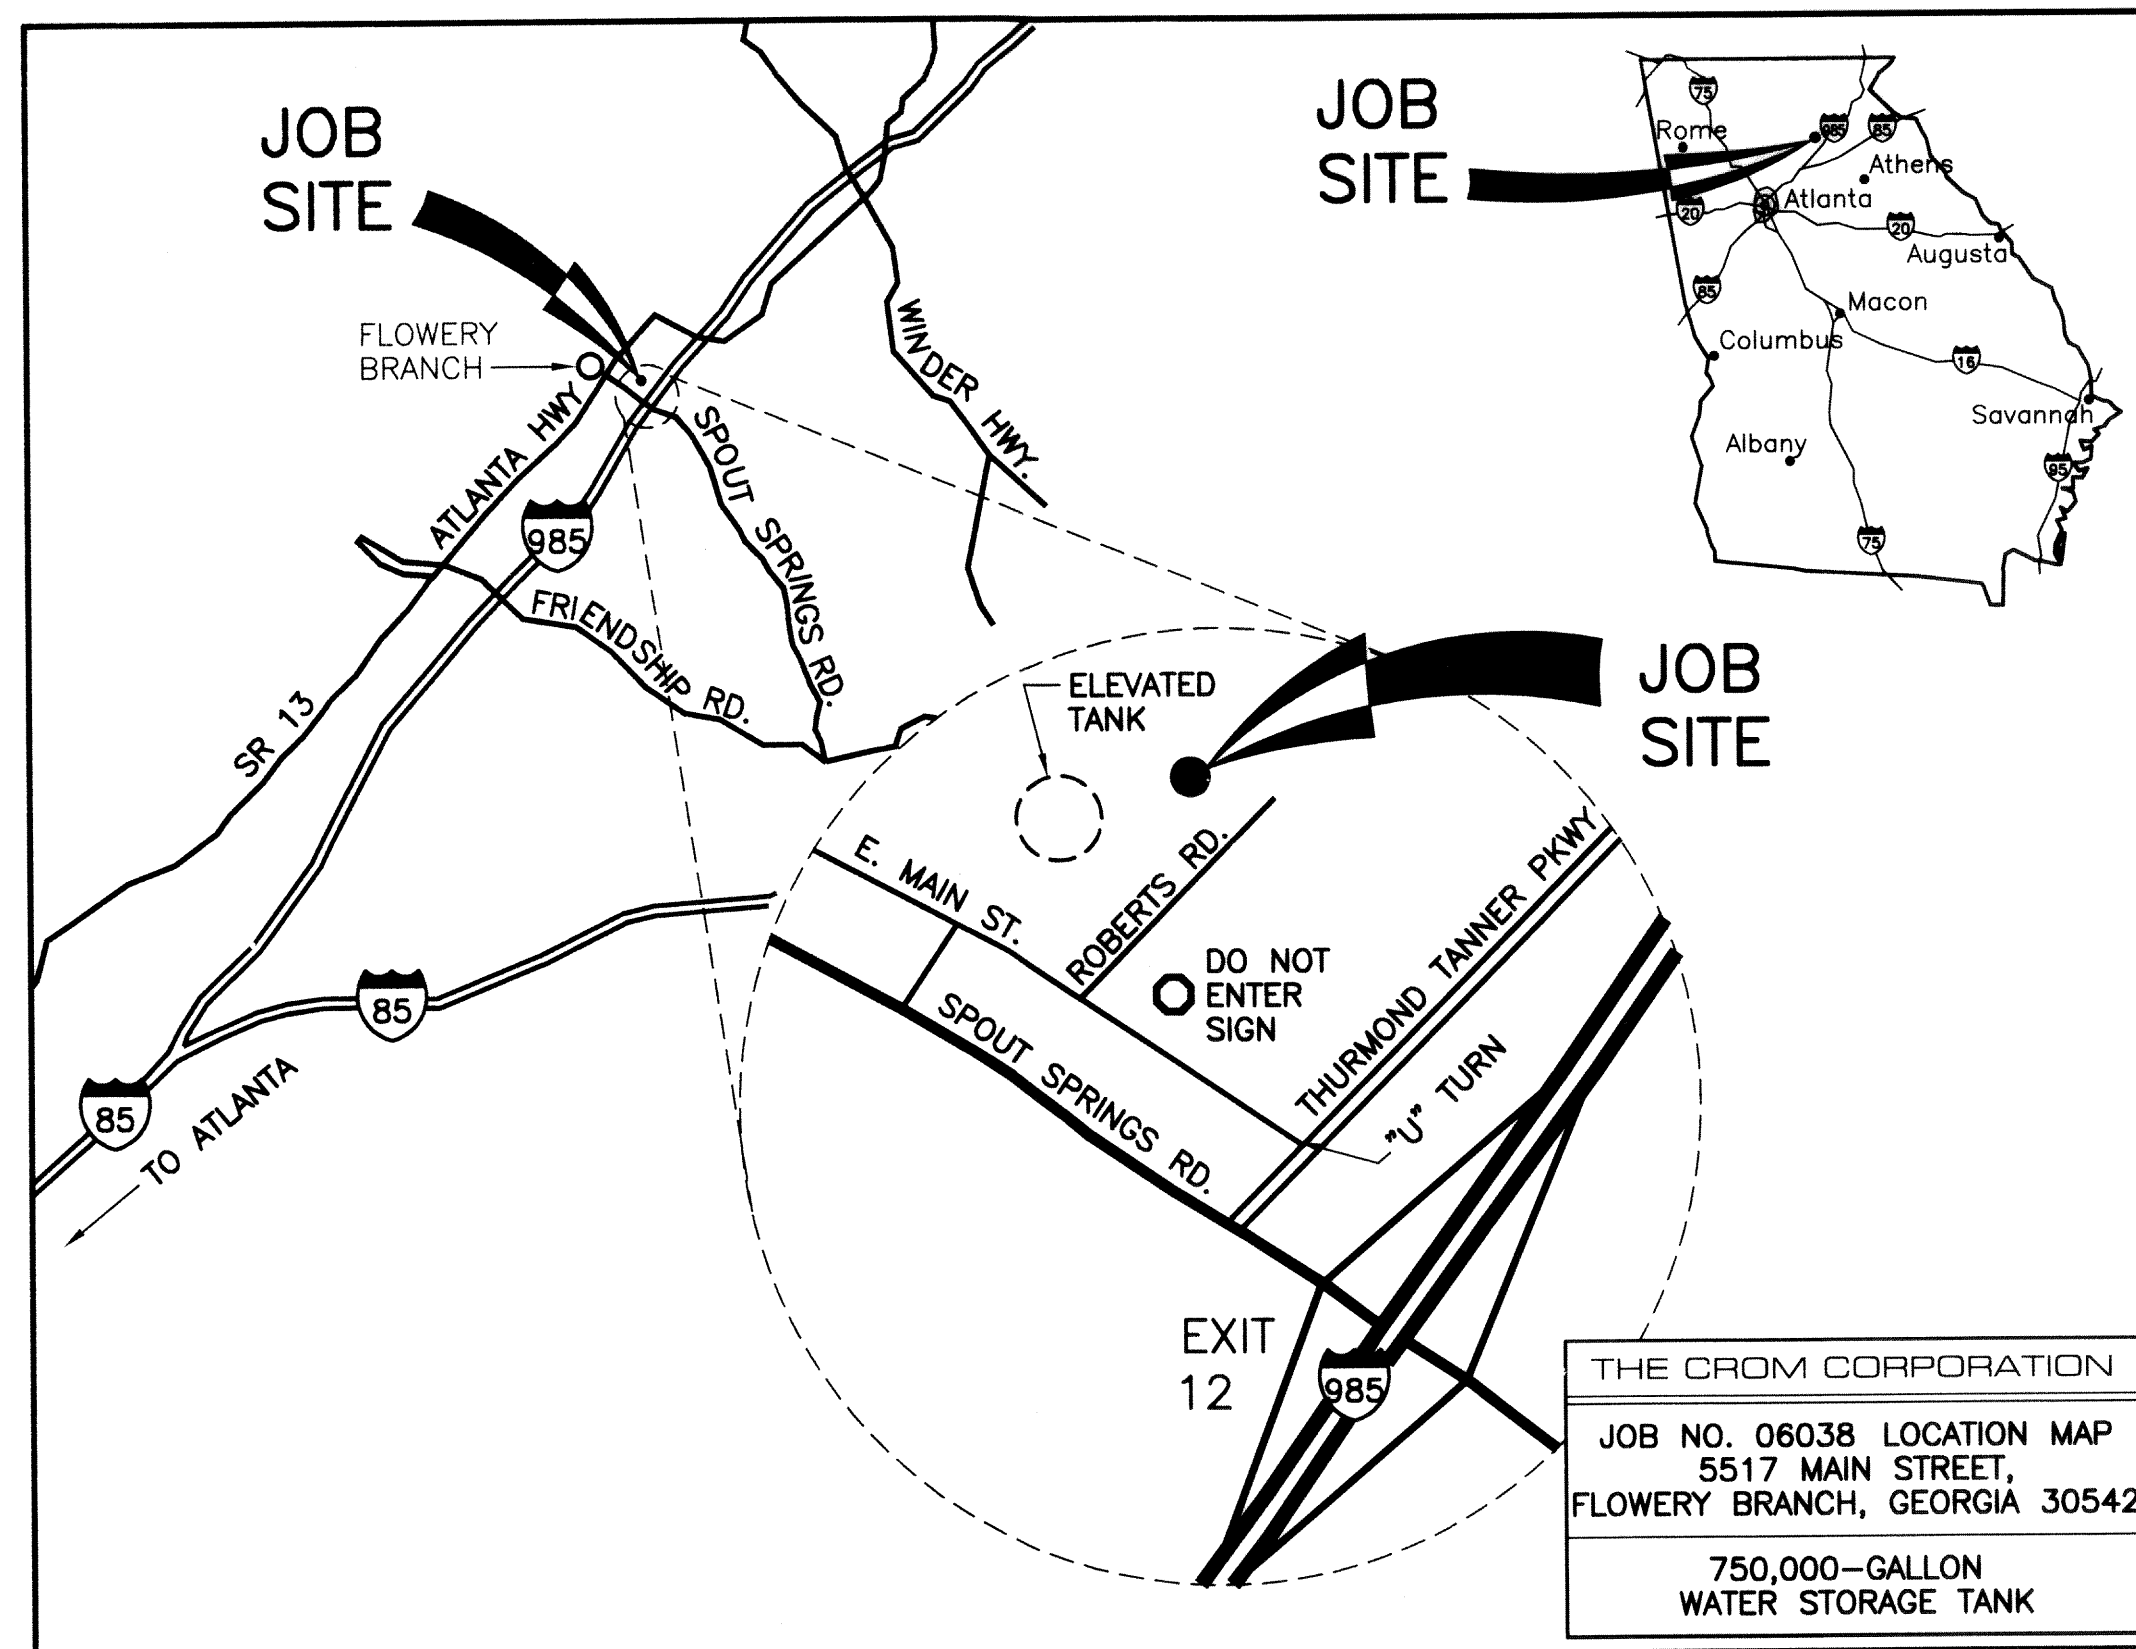 JOB
SITE
FLOWERY
BRANCH
ATLANTA HWY
SR 13
985
SPOUT SPRINGS RD.
WINDER HWY.
FRIENDSHIP RD.
85
85
TO ATLANTA
JOB
SITE
75
Rome
985
85
Athens
Atlanta
20
20
Augusta
85
Macon
Columbus
16
Savannah
Albany
95
75
ELEVATED
TANK
JOB
SITE
E. MAIN ST.
ROBERTS RD.
DO NOT
ENTER
SIGN
THURMOND TANNER PKWY
"U" TURN
SPOUT SPRINGS RD.
EXIT
12
985
THE CROM CORPORATION
JOB NO. 06038 LOCATION MAP
5517 MAIN STREET,
FLOWERY BRANCH, GEORGIA 30542
750,000-GALLON
WATER STORAGE TANK